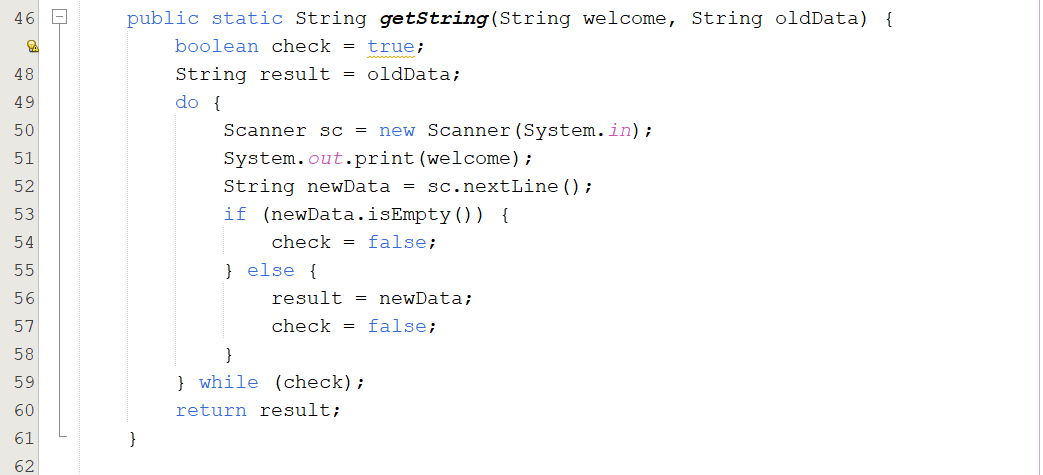 46 public static String getString(String welcome, String oldData) {
boolean check = true;
48 String result = oldData;
49 do {
50 Scanner sc = new Scanner(System.in);
51 System.out.print(welcome);
52 String newData = sc.nextLine();
53 if (newData.isEmpty()) {
54 check = false;
55 } else {
56 result = newData;
57 check = false;
58 }
59 } while (check);
60 return result;
61 }
62